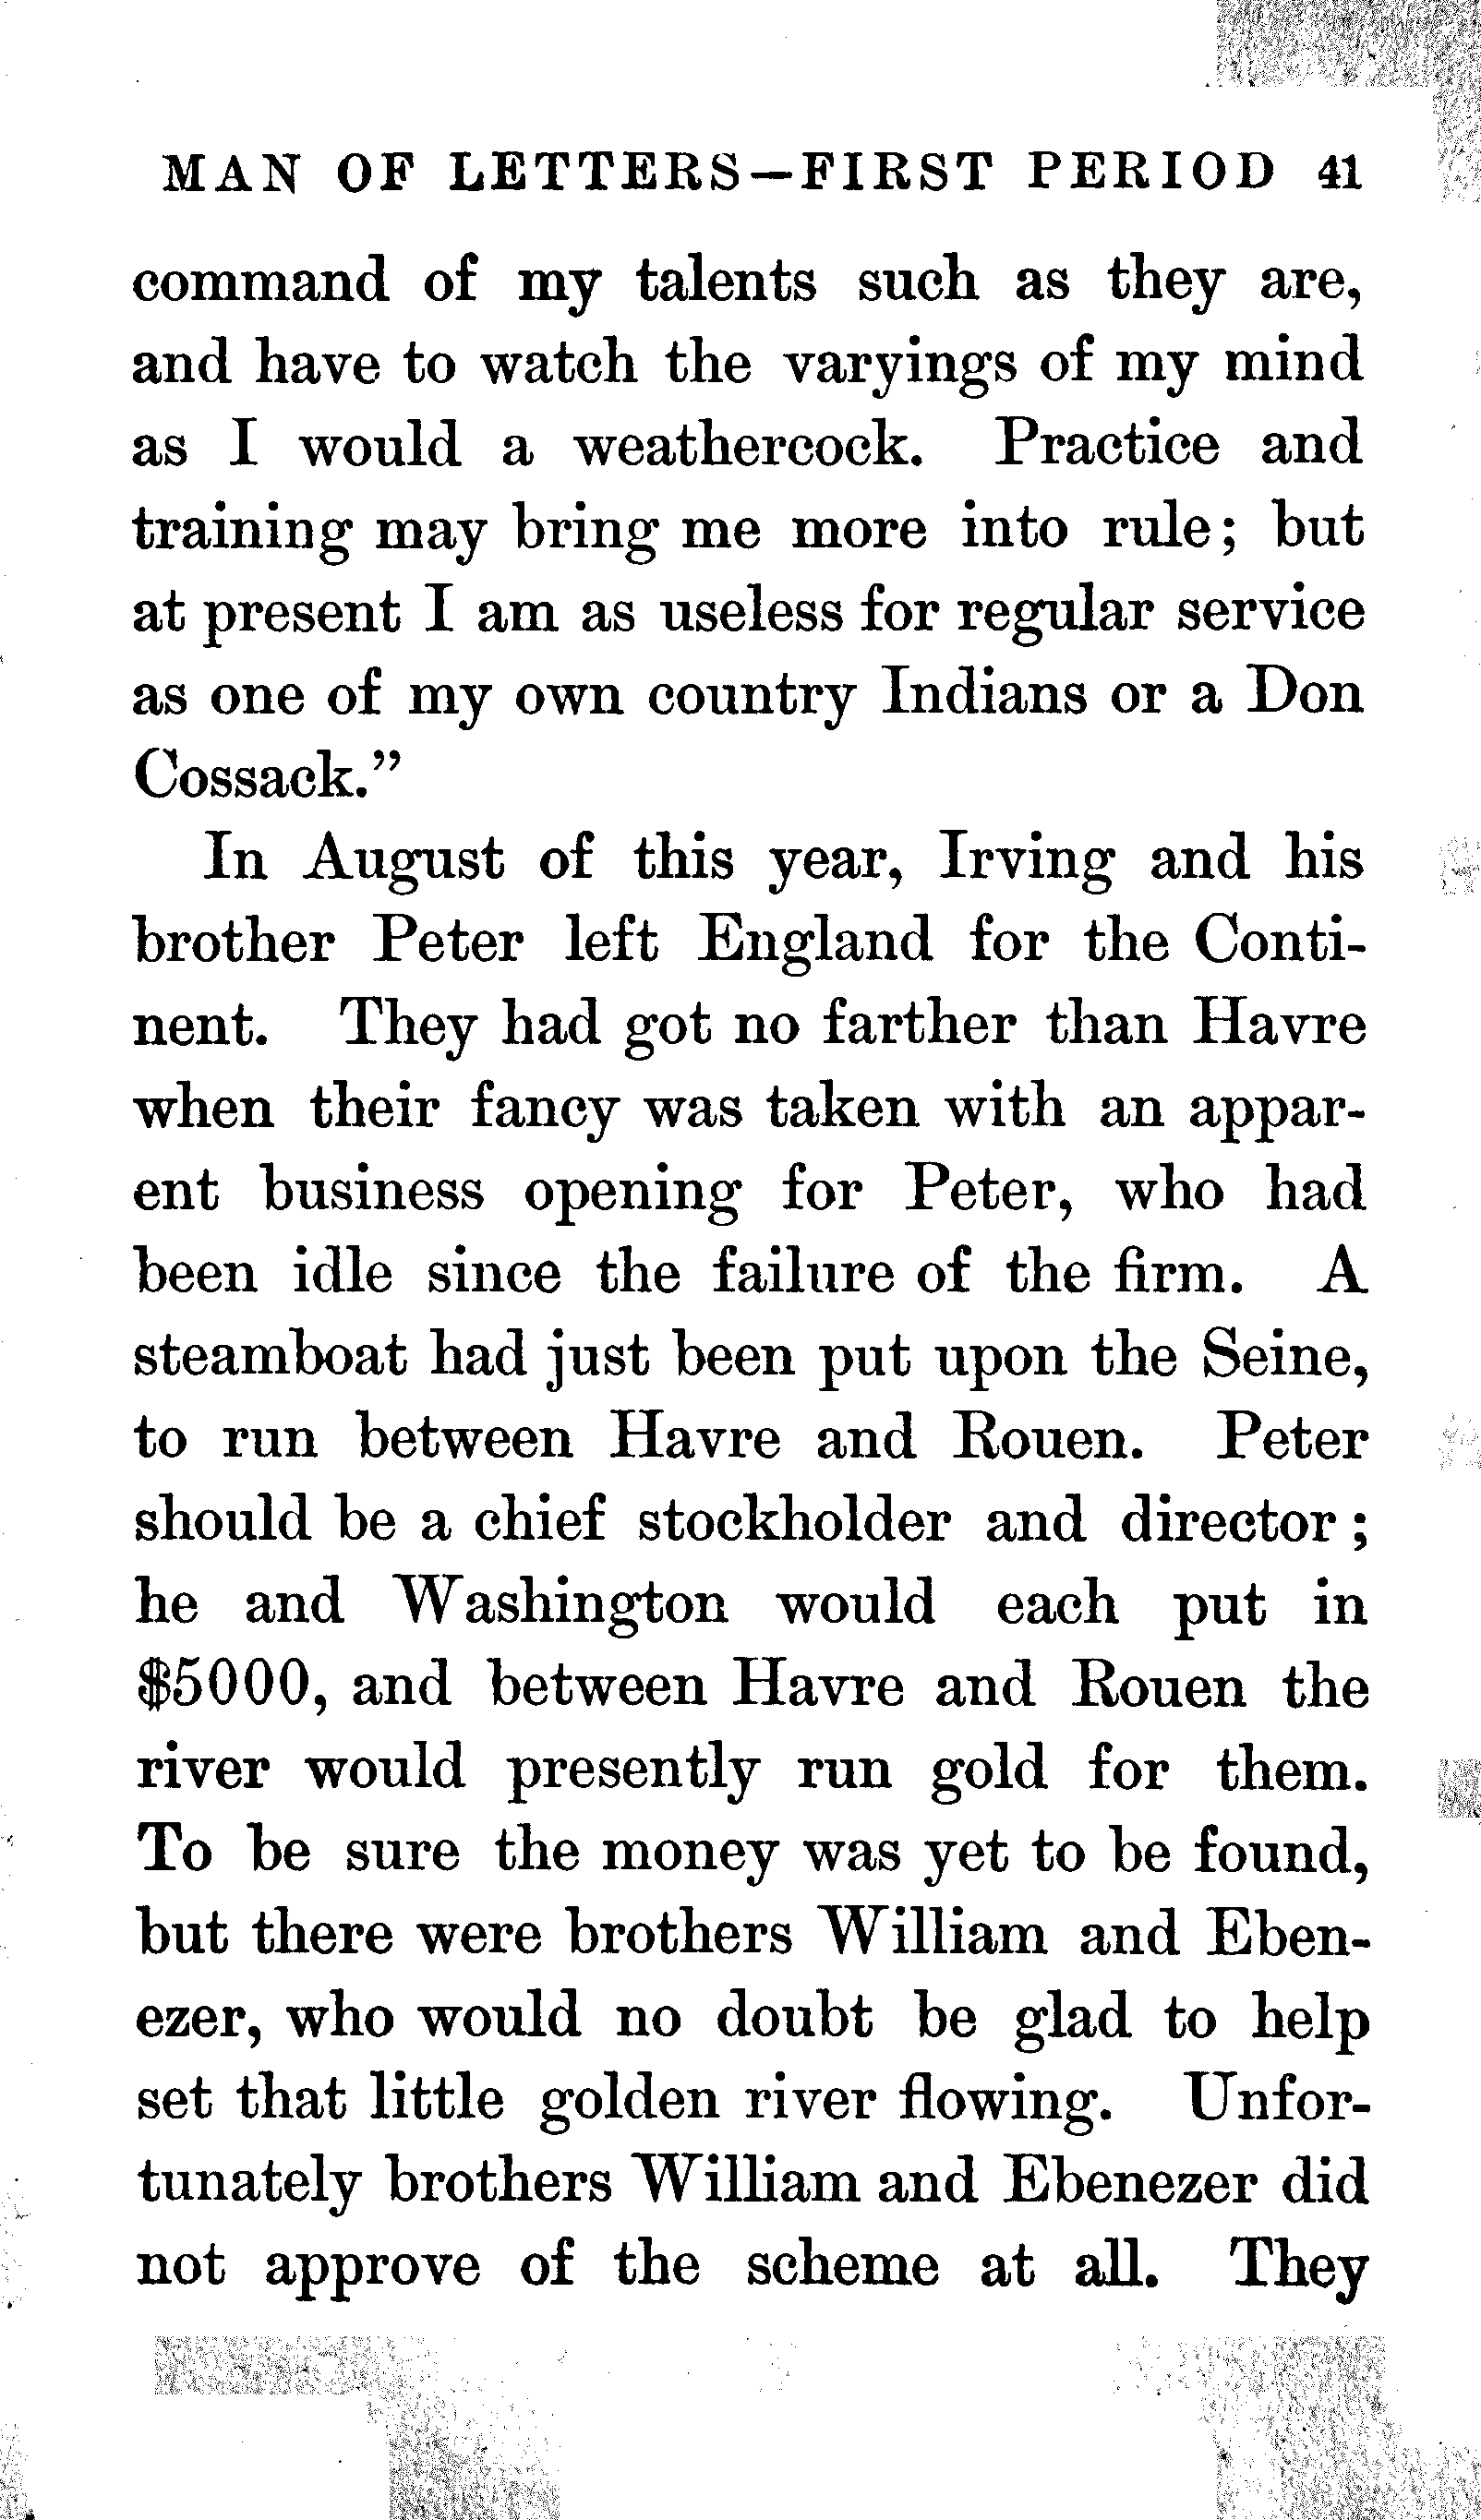 MAN OF LETTERS—FIRST PERIOD 41
command of my talents such as they are,
and have to watch the varyings of my mind
as I would a weathercock. Practice and
training may bring me more into rule; but
at present I am as useless for regular service
as one of my own country Indians or a Don
Cossack.”
In August of this year, Irving and his
brother Peter left England for the Conti-
nent. They had got no farther than Havre
when their fancy was taken with an appar-
ent business opening for Peter, who had
been idle since the failure of the firm. A
steamboat had just been put upon the Seine,
to run between Havre and Rouen. Peter
should be a chief stockholder and director;
he and Washington would each put in
$5000, and between Havre and Rouen the
river would presently run gold for them.
To be sure the money was yet to be found,
but there were brothers William and Eben-
ezer, who would no doubt be glad to help
set that little golden river flowing. Unfor-
tunately brothers William and Ebenezer did
not approve of the scheme at all. They